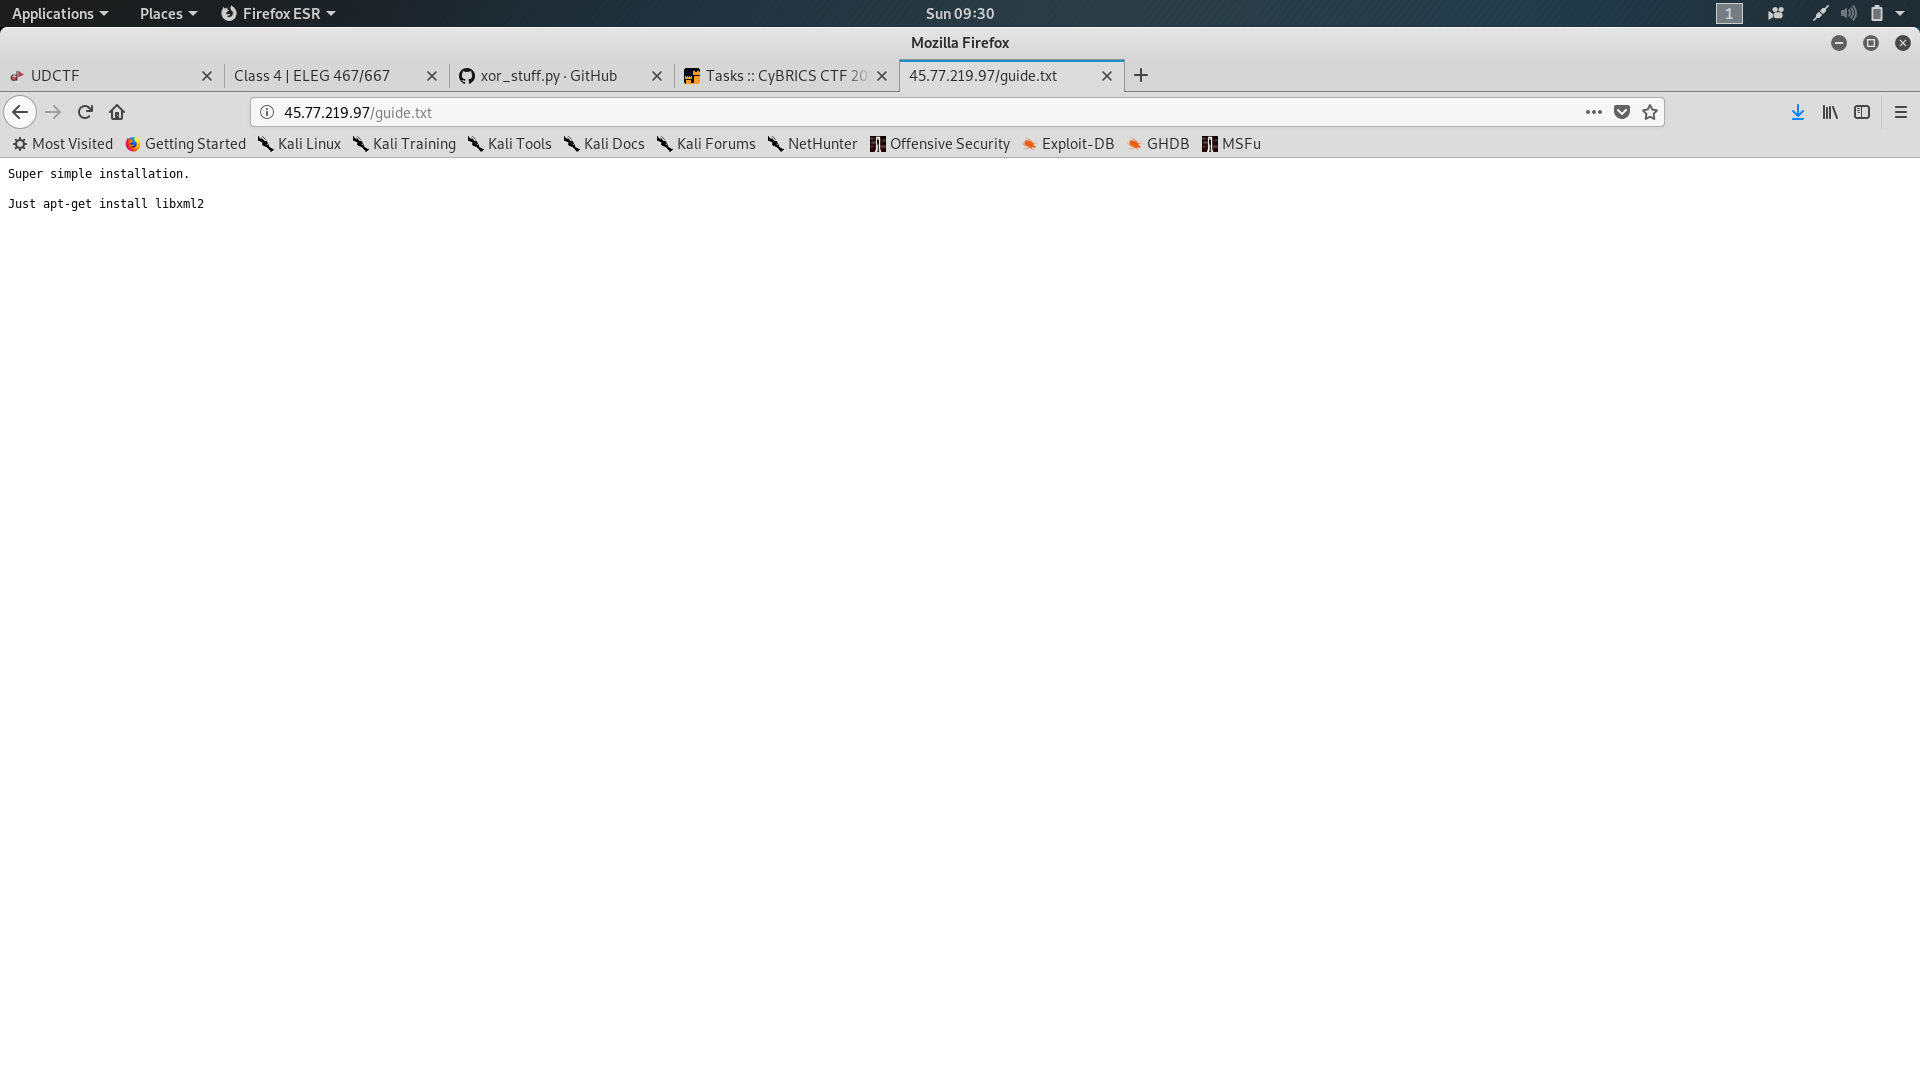 Applications Places Firefox ESR Sun 09:30 1
Mozilla Firefox
UDCTF Class 4 | ELEG 467/667 xor_stuff.py · GitHub Tasks :: CyBRICS CTF 20 45.77.219.97/guide.txt
45.77.219.97/guide.txt
Most Visited Getting Started Kali Linux Kali Training Kali Tools Kali Docs Kali Forums NetHunter Offensive Security Exploit-DB GHDB MSFu
Super simple installation.
Just apt-get install libxml2